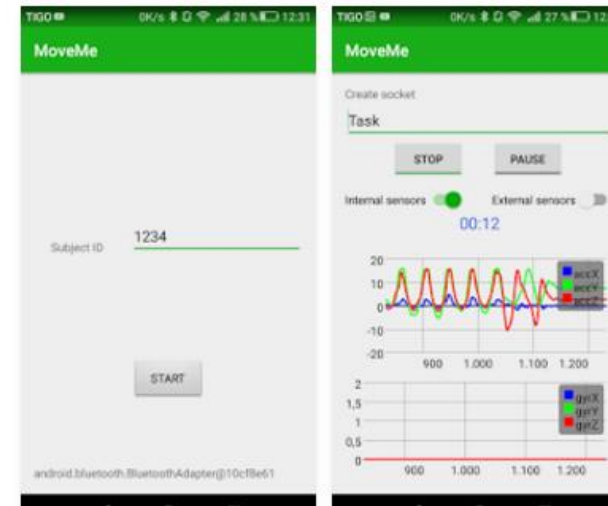 TIGO 0K/s 28 % 12:31
MoveMe
Subject ID 1234
START
android.bluetooth.BluetoothAdapter@10cf8e61
TIGO 0K/s 27 %
MoveMe
Create socket
Task
STOP PAUSE
Internal sensors External sensors
00:12
20
10
0
-10
-20
900 1.000 1.100 1.200
accX
accY
accZ
2
1,5
1
0,5
0
900 1.000 1.100 1.200
gyrX
gyrY
gyrZ